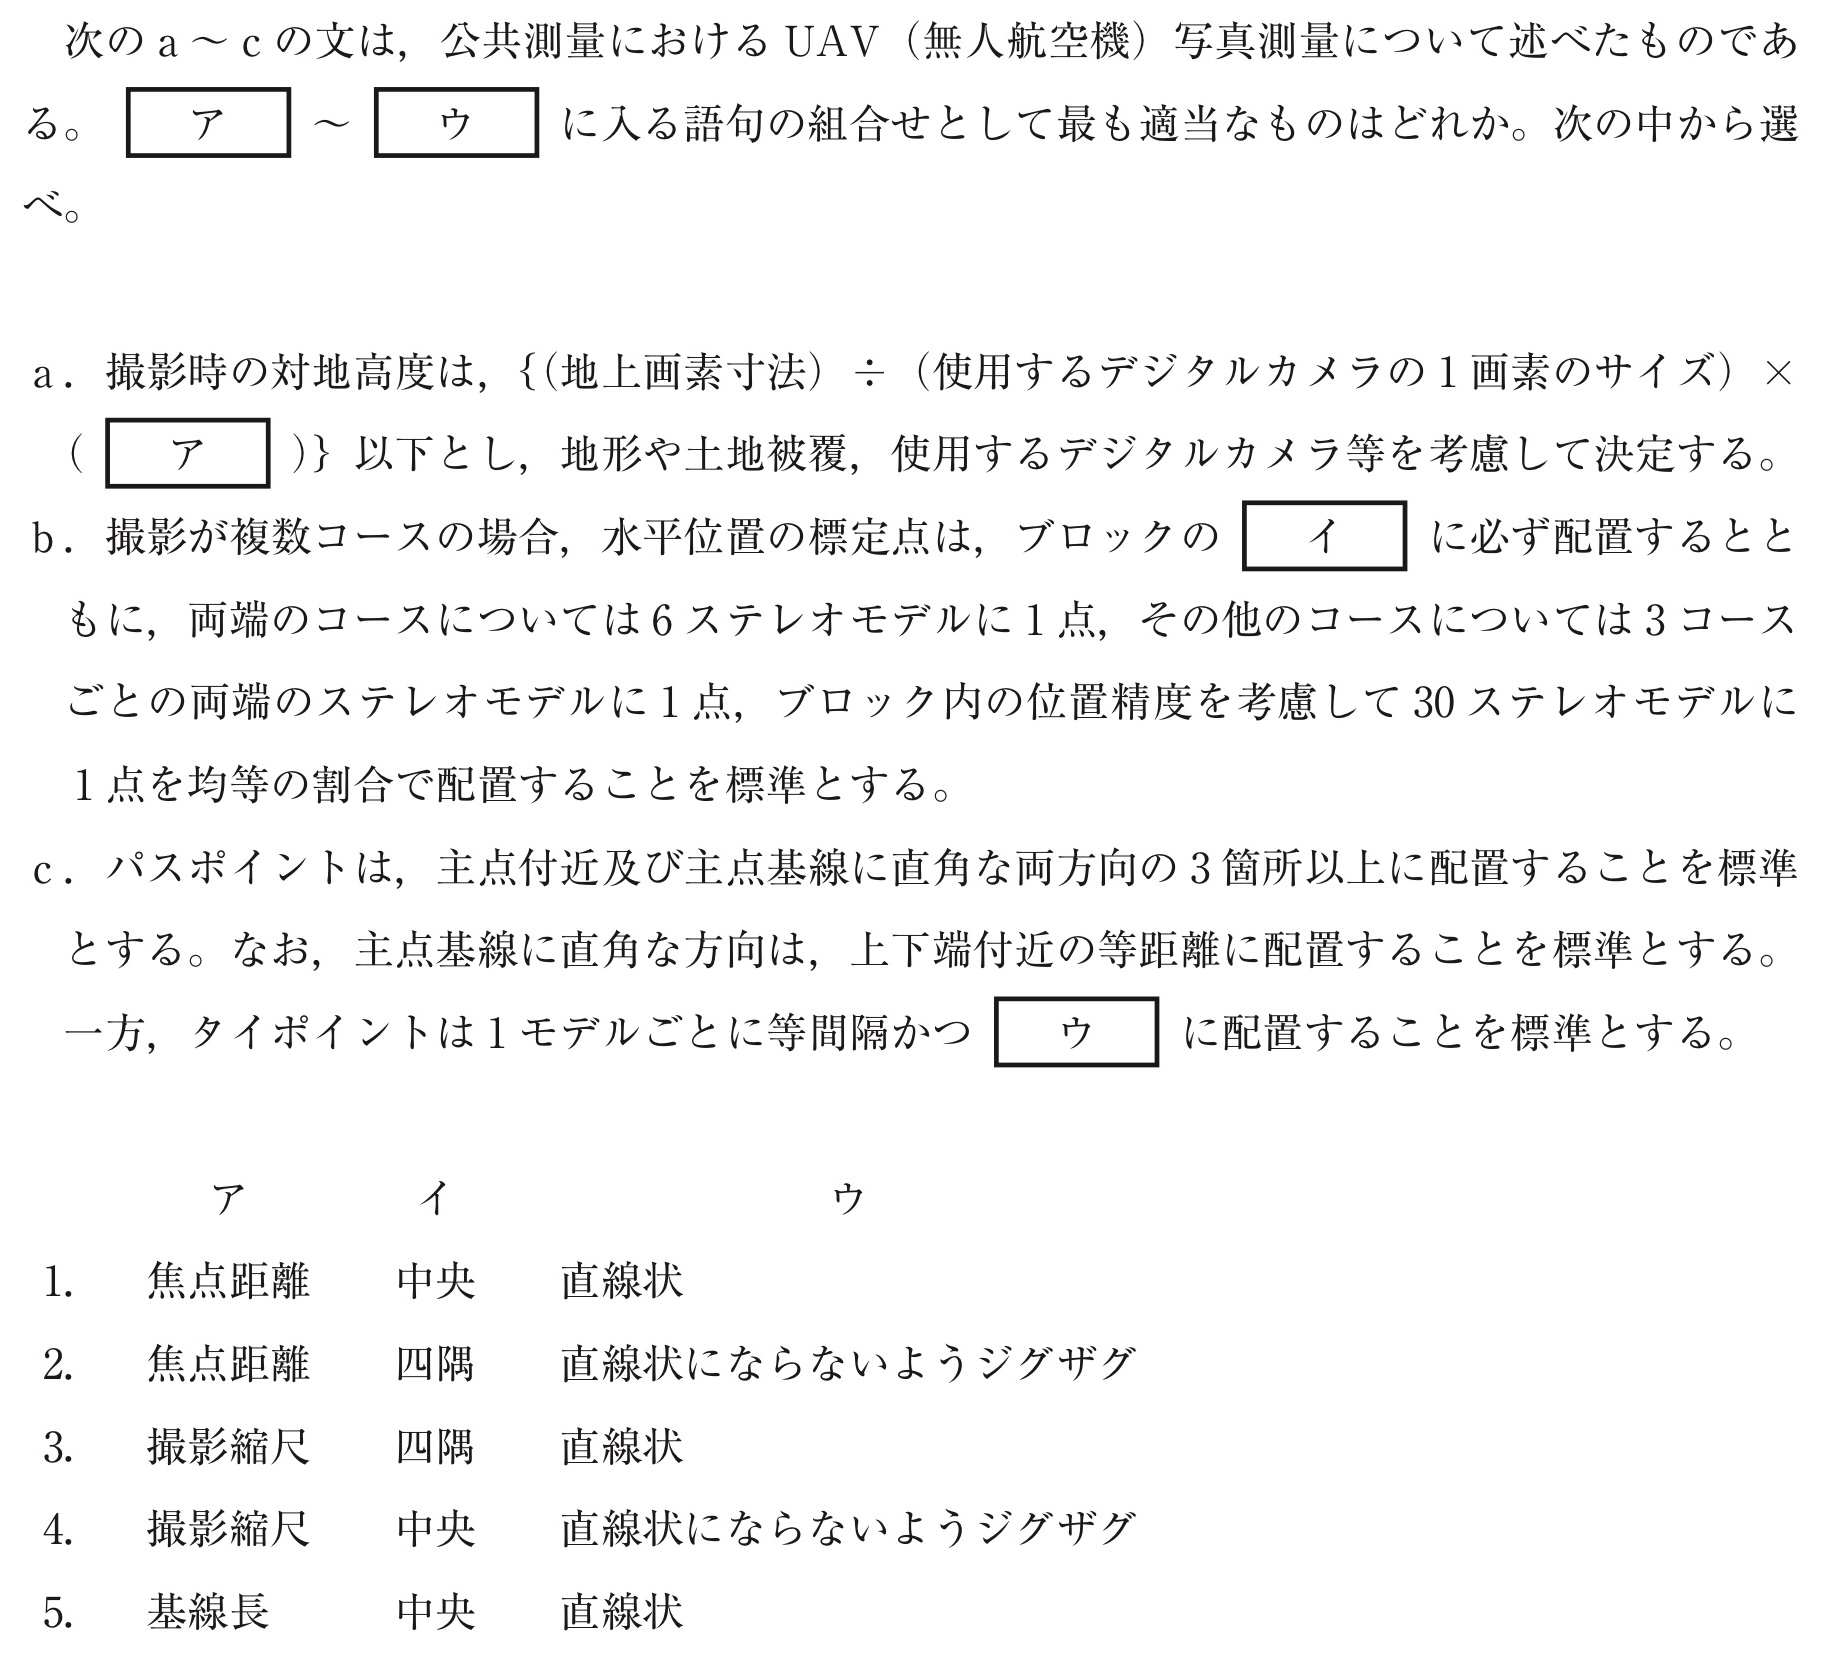 次の a ～ c の文は，公共測量における UAV（無人航空機）写真測量について述べたものであ
る。 ア ～ ウ に入る語句の組合せとして最も適当なものはどれか。次の中から選
べ。
a．撮影時の対地高度は，{(地上画素寸法）÷（使用するデジタルカメラの 1 画素のサイズ）×
（ ア ）} 以下とし，地形や土地被覆，使用するデジタルカメラ等を考慮して決定する。
b．撮影が複数コースの場合，水平位置の標定点は，ブロックの イ に必ず配置するとと
もに，両端のコースについては 6 ステレオモデルに 1 点，その他のコースについては 3 コース
ごとの両端のステレオモデルに 1 点，ブロック内の位置精度を考慮して 30 ステレオモデルに
1 点を均等の割合で配置することを標準とする。
c．パスポイントは，主点付近及び主点基線に直角な両方向の 3 箇所以上に配置することを標準
とする。なお，主点基線に直角な方向は，上下端付近の等距離に配置することを標準とする。
一方，タイポイントは 1 モデルごとに等間隔かつ ウ に配置することを標準とする。
ア イ ウ
1. 焦点距離 中央 直線状
2. 焦点距離 四隅 直線状にならないようジグザグ
3. 撮影縮尺 四隅 直線状
4. 撮影縮尺 中央 直線状にならないようジグザグ
5. 基線長 中央 直線状